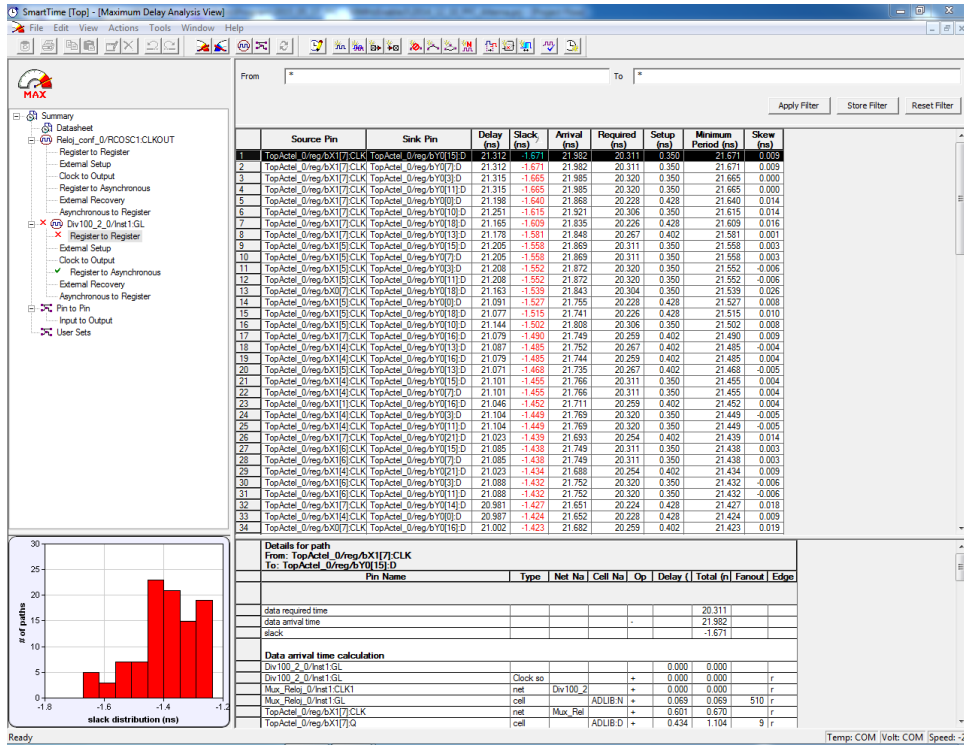 SmartTime [Top] - [Maximum Delay Analysis View]
File Edit View Actions Tools Window Help
MAX
From * To *
Apply Filter Store Filter Reset Filter
Summary
Datasheet
Reloj_conf_0/RCOSC1:CLKOUT
Register to Register
External Setup
Clock to Output
Register to Asynchronous
External Recovery
Asynchronous to Register
Div100_2_0/Inst1:GL
Register to Register
External Setup
Clock to Output
Register to Asynchronous
External Recovery
Asynchronous to Register
Pin to Pin
Input to Output
User Sets
Source Pin Sink Pin Delay (ns) Slack (ns) Arrival (ns) Required (ns) Setup (ns) Minimum Period (ns) Skew (ns)
1 TopActel_0/reg/bX1[7]:CLK TopActel_0/reg/bY0[15]:D 21.312 -1.671 21.982 20.311 0.350 21.671 0.009
2 TopActel_0/reg/bX1[7]:CLK TopActel_0/reg/bY0[7]:D 21.312 -1.671 21.982 20.311 0.350 21.671 0.009
3 TopActel_0/reg/bX1[7]:CLK TopActel_0/reg/bY0[3]:D 21.315 -1.665 21.985 20.320 0.350 21.665 0.000
4 TopActel_0/reg/bX1[7]:CLK TopActel_0/reg/bY0[11]:D 21.315 -1.665 21.985 20.320 0.350 21.665 0.000
5 TopActel_0/reg/bX1[7]:CLK TopActel_0/reg/bY0[0]:D 21.198 -1.640 21.868 20.228 0.428 21.640 0.014
6 TopActel_0/reg/bX1[7]:CLK TopActel_0/reg/bY0[10]:D 21.251 -1.615 21.921 20.306 0.350 21.615 0.014
7 TopActel_0/reg/bX1[7]:CLK TopActel_0/reg/bY0[18]:D 21.165 -1.609 21.835 20.226 0.428 21.609 0.016
8 TopActel_0/reg/bX1[7]:CLK TopActel_0/reg/bY0[13]:D 21.178 -1.581 21.848 20.267 0.402 21.581 0.001
9 TopActel_0/reg/bX1[5]:CLK TopActel_0/reg/bY0[15]:D 21.205 -1.558 21.869 20.311 0.350 21.558 0.003
10 TopActel_0/reg/bX1[5]:CLK TopActel_0/reg/bY0[7]:D 21.205 -1.558 21.869 20.311 0.350 21.558 0.003
11 TopActel_0/reg/bX1[5]:CLK TopActel_0/reg/bY0[3]:D 21.208 -1.552 21.872 20.320 0.350 21.552 -0.006
12 TopActel_0/reg/bX1[5]:CLK TopActel_0/reg/bY0[11]:D 21.208 -1.552 21.872 20.320 0.350 21.552 -0.006
13 TopActel_0/reg/bX0[7]:CLK TopActel_0/reg/bY0[18]:D 21.163 -1.539 21.843 20.304 0.350 21.539 0.026
14 TopActel_0/reg/bX1[5]:CLK TopActel_0/reg/bY0[0]:D 21.091 -1.527 21.755 20.228 0.428 21.527 0.008
15 TopActel_0/reg/bX1[5]:CLK TopActel_0/reg/bY0[18]:D 21.077 -1.515 21.741 20.226 0.428 21.515 0.010
16 TopActel_0/reg/bX1[5]:CLK TopActel_0/reg/bY0[10]:D 21.144 -1.502 21.808 20.306 0.350 21.502 0.008
17 TopActel_0/reg/bX1[7]:CLK TopActel_0/reg/bY0[16]:D 21.079 -1.490 21.749 20.259 0.402 21.490 0.009
18 TopActel_0/reg/bX1[4]:CLK TopActel_0/reg/bY0[13]:D 21.087 -1.485 21.752 20.267 0.402 21.485 -0.004
19 TopActel_0/reg/bX1[4]:CLK TopActel_0/reg/bY0[16]:D 21.079 -1.485 21.744 20.259 0.402 21.485 0.004
20 TopActel_0/reg/bX1[5]:CLK TopActel_0/reg/bY0[13]:D 21.071 -1.468 21.735 20.267 0.402 21.468 -0.005
21 TopActel_0/reg/bX1[4]:CLK TopActel_0/reg/bY0[15]:D 21.101 -1.455 21.766 20.311 0.350 21.455 0.004
22 TopActel_0/reg/bX1[4]:CLK TopActel_0/reg/bY0[7]:D 21.101 -1.455 21.766 20.311 0.350 21.455 0.004
23 TopActel_0/reg/bX1[1]:CLK TopActel_0/reg/bY0[16]:D 21.046 -1.452 21.711 20.259 0.402 21.452 0.004
24 TopActel_0/reg/bX1[4]:CLK TopActel_0/reg/bY0[3]:D 21.104 -1.449 21.769 20.320 0.350 21.449 -0.005
25 TopActel_0/reg/bX1[4]:CLK TopActel_0/reg/bY0[11]:D 21.104 -1.449 21.769 20.320 0.350 21.449 -0.005
26 TopActel_0/reg/bX1[7]:CLK TopActel_0/reg/bY0[21]:D 21.023 -1.439 21.693 20.254 0.402 21.439 0.014
27 TopActel_0/reg/bX1[6]:CLK TopActel_0/reg/bY0[15]:D 21.085 -1.438 21.749 20.311 0.350 21.438 0.003
28 TopActel_0/reg/bX1[6]:CLK TopActel_0/reg/bY0[7]:D 21.085 -1.438 21.749 20.311 0.350 21.438 0.003
29 TopActel_0/reg/bX1[4]:CLK TopActel_0/reg/bY0[21]:D 21.023 -1.434 21.688 20.254 0.402 21.434 0.009
30 TopActel_0/reg/bX1[6]:CLK TopActel_0/reg/bY0[3]:D 21.088 -1.432 21.752 20.320 0.350 21.432 -0.006
31 TopActel_0/reg/bX1[6]:CLK TopActel_0/reg/bY0[11]:D 21.088 -1.432 21.752 20.320 0.350 21.432 -0.006
32 TopActel_0/reg/bX1[7]:CLK TopActel_0/reg/bY0[14]:D 20.981 -1.427 21.651 20.224 0.428 21.427 0.018
33 TopActel_0/reg/bX1[4]:CLK TopActel_0/reg/bY0[0]:D 20.987 -1.424 21.652 20.228 0.428 21.424 0.009
34 TopActel_0/reg/bX0[7]:CLK TopActel_0/reg/bY0[16]:D 21.002 -1.423 21.682 20.259 0.402 21.423 0.019
30
25
20
15
10
5
0
-1.8 -1.6 -1.4 -1.2
# of paths
slack distribution (ns)
Details for path
From: TopActel_0/reg/bX1[7]:CLK
To: TopActel_0/reg/bY0[15]:D
Pin Name Type Net Na Cell Na Op Delay ( Total (n Fanout Edge
data required time 20.311
data arrival time - 21.982
slack -1.671
Data arrival time calculation
Div100_2_0/Inst1:GL 0.000 0.000
Div100_2_0/Inst1:GL Clock so + 0.000 0.000 r
Mux_Reloj_0/Inst1:CLK1 net Div100_2 + 0.000 0.000 r
Mux_Reloj_0/Inst1:GL cell ADLIB:N + 0.069 0.069 510 r
TopActel_0/reg/bX1[7]:CLK net Mux_Rel + 0.601 0.670 r
TopActel_0/reg/bX1[7]:Q cell ADLIB:D + 0.434 1.104 9 r
Ready Temp: COM Volt: COM Speed: -2